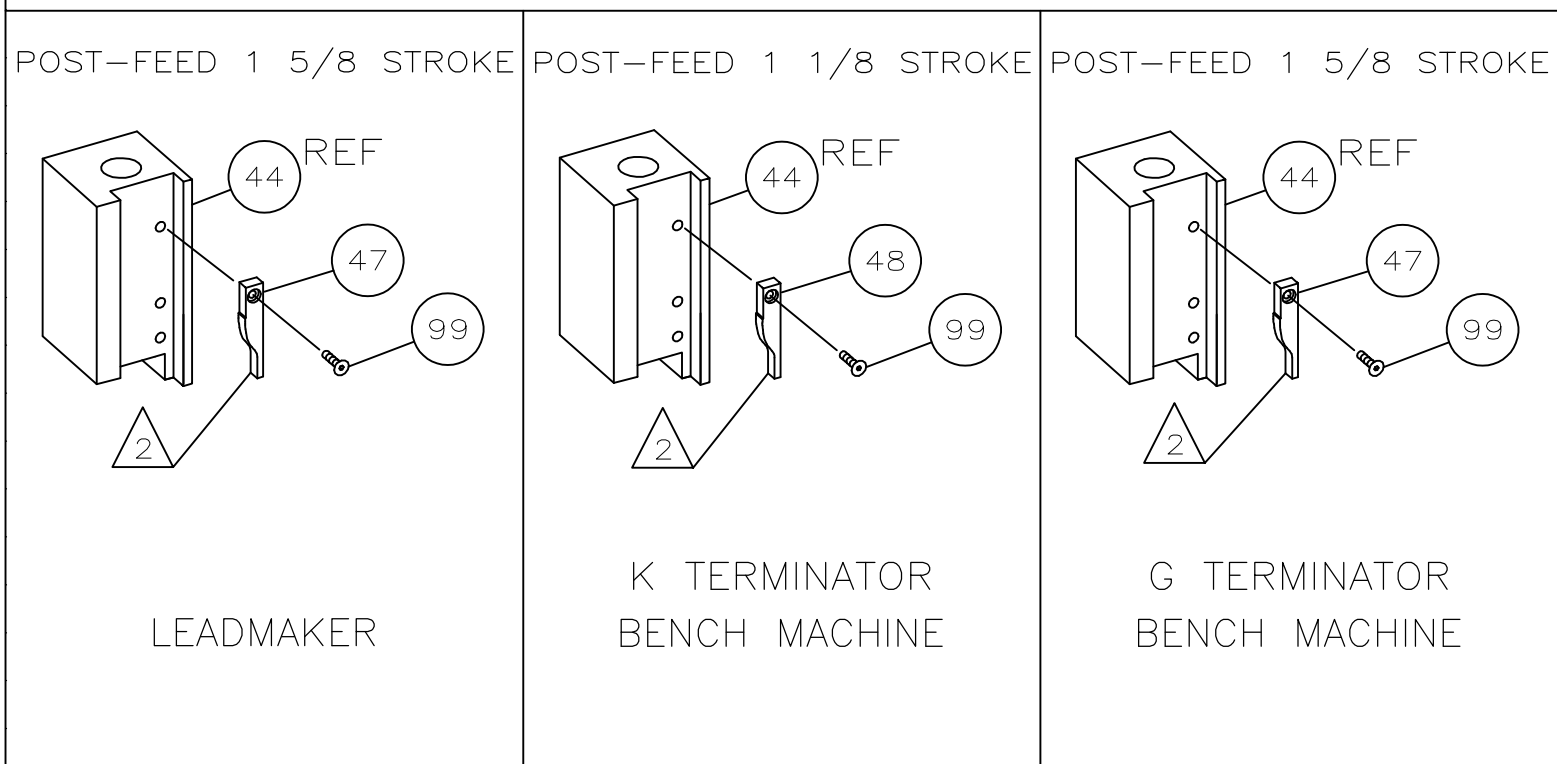 POST-FEED 1 5/8 STROKE
44
REF
47
99
2
LEADMAKER
POST-FEED 1 1/8 STROKE
44
REF
48
99
2
K TERMINATOR
BENCH MACHINE
POST-FEED 1 5/8 STROKE
44
REF
47
99
2
G TERMINATOR
BENCH MACHINE